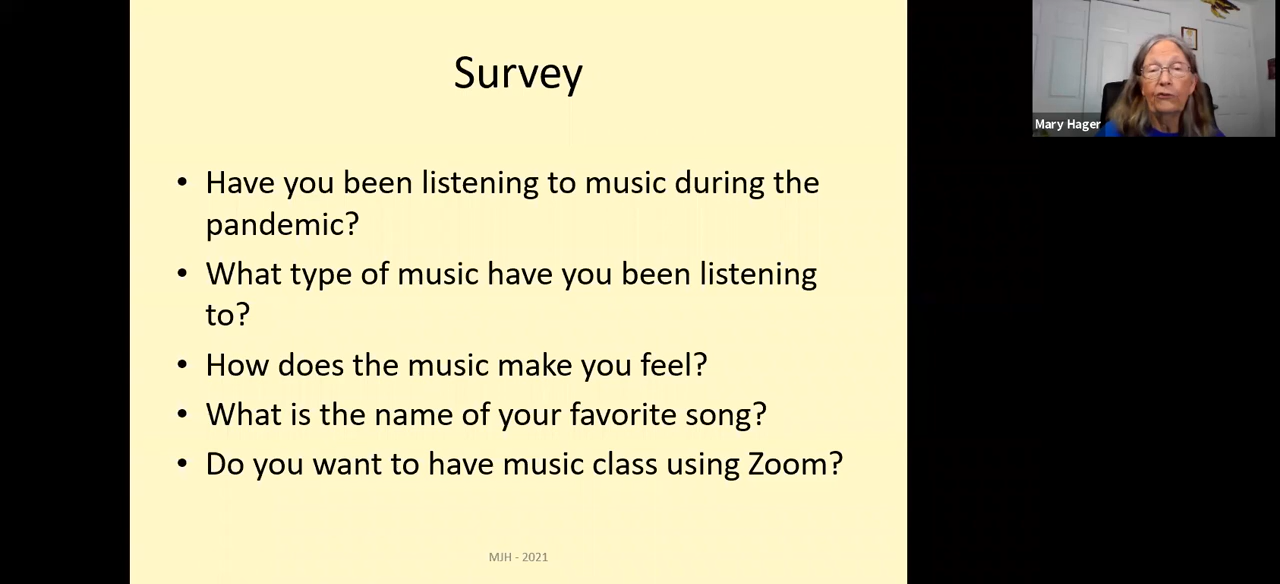 Survey
• Have you been listening to music during the
pandemic?
• What type of music have you been listening
to?
• How does the music make you feel?
• What is the name of your favorite song?
• Do you want to have music class using Zoom?
MJH - 2021
Mary Hager